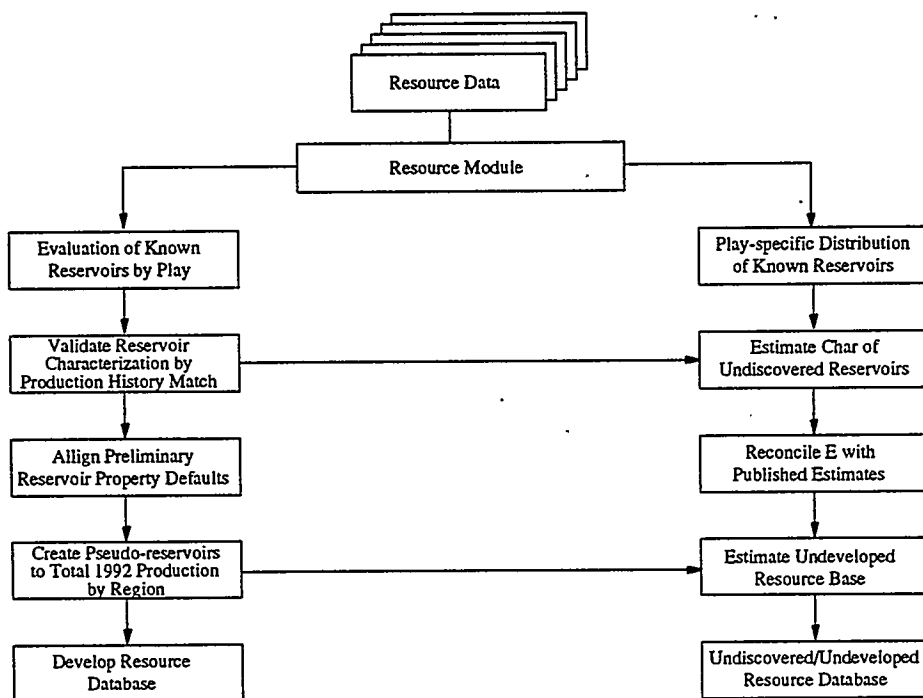 Resource Data
Resource Module
Evaluation of Known
Reservoirs by Play
Validate Reservoir
Characterization by
Production History Match
Allign Preliminary
Reservoir Property Defaults
Create Pseudo-reservoirs
to Total 1992 Production
by Region
Develop Resource
Database
Play-specific Distribution
of Known Reservoirs
Estimate Char of
Undiscovered Reservoirs
Reconcile E with
Published Estimates
Estimate Undeveloped
Resource Base
Undiscovered/Undeveloped
Resource Database